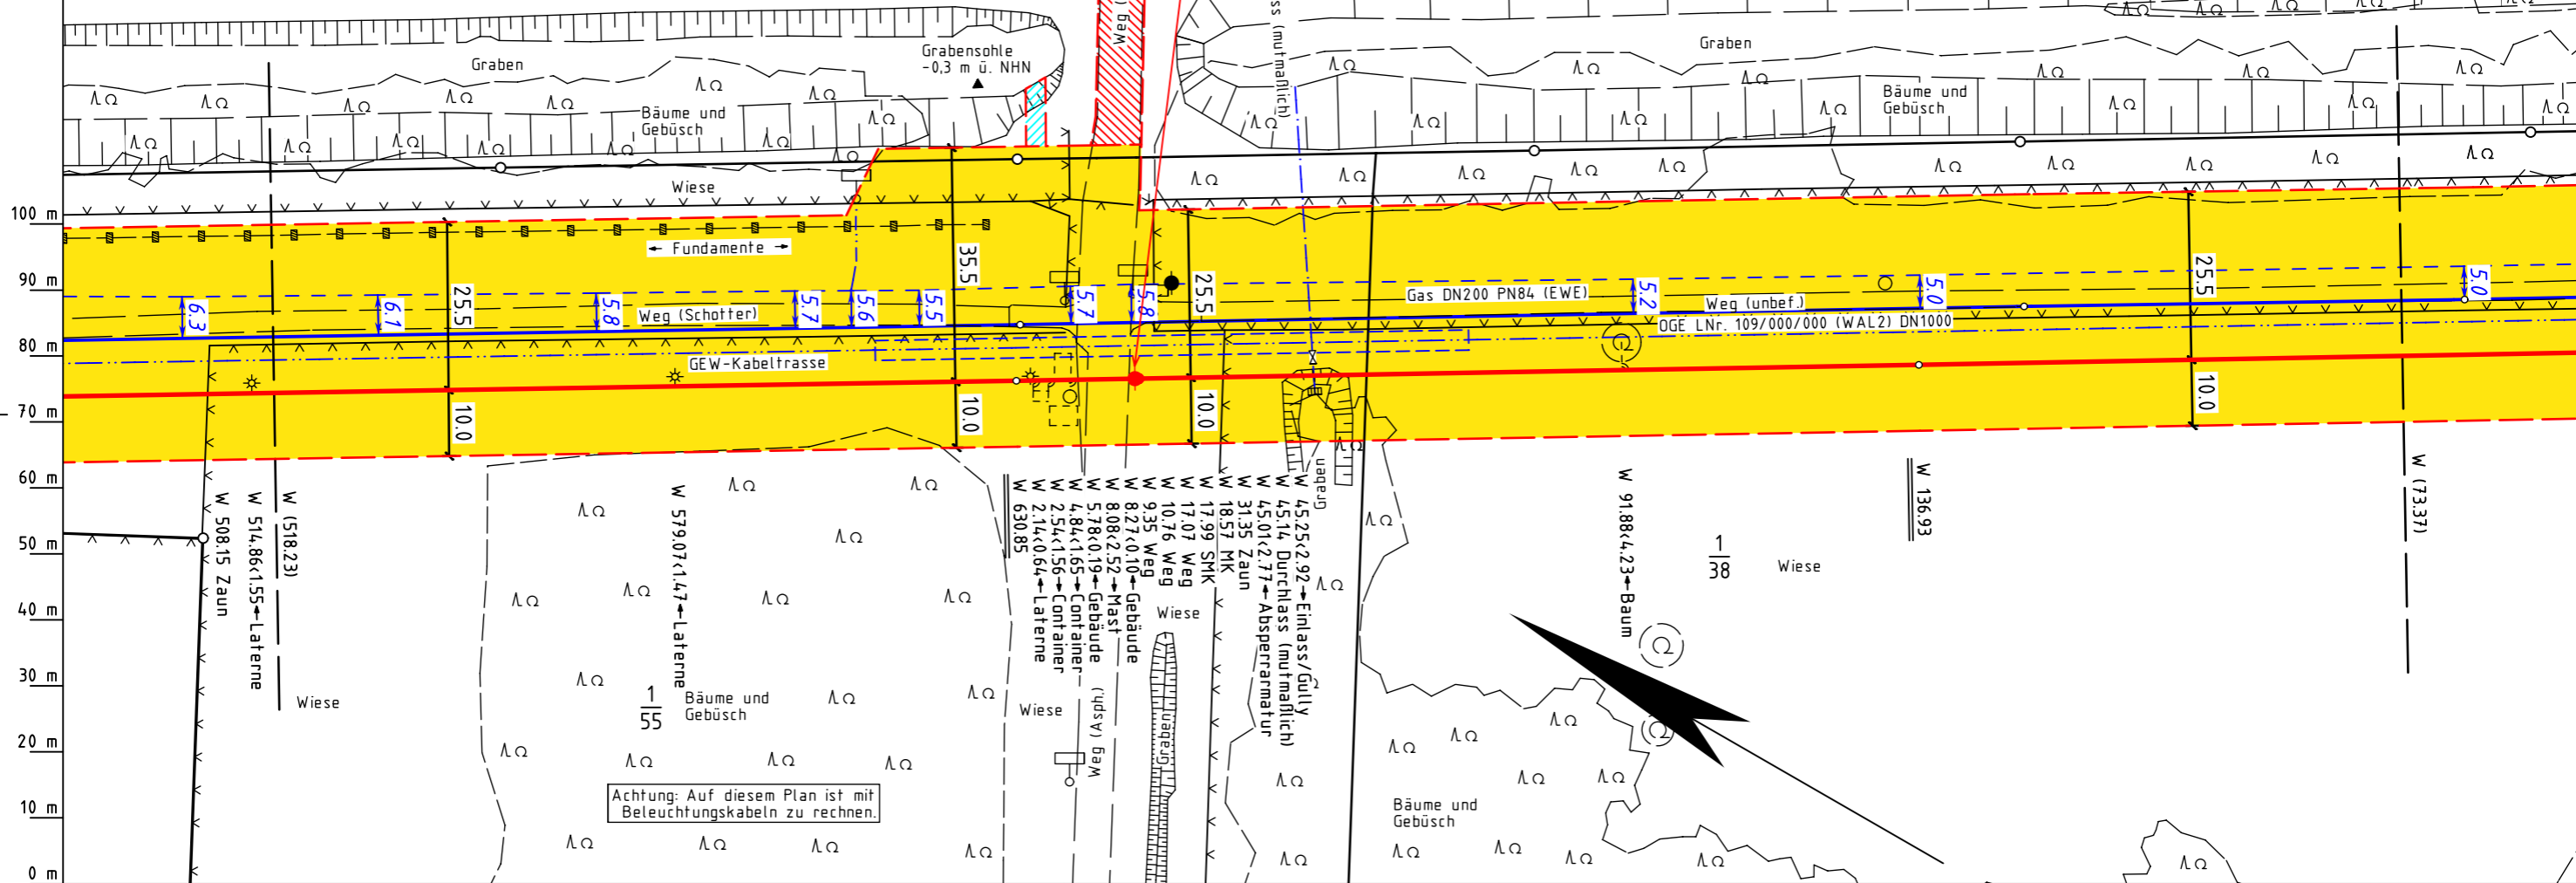 Weg (
ss (mutmaßlich)
Graben
Grabensohle
-0,3 m ü. NHN
Graben
Bäume und
Gebüsch
Bäume und
Gebüsch
Wiese
100 m
90 m
80 m
70 m
60 m
50 m
40 m
30 m
20 m
10 m
0 m
Fundamente
35.5
25.5
25.5
25.5
6.3
6.1
5.8
5.7
5.6
5.5
5.7
5.8
5.2
5.0
5.0
Weg (Schotter)
Gas DN200 PN84 (EWE)
Weg (unbef.)
OGE LNr. 109/000/000 (WAL2) DN1000
GEW-Kabeltrasse
10.0
10.0
10.0
10.0
W 508.15 Zaun
W 514.86<1.55 Laterne
W (518.23)
W 579.07<1.47 Laterne
W 630.85
W 2.14<0.64 Laterne
W 2.54<1.56 Container
W 4.84<1.65 Container
W 5.78<0.19 Gebäude
W 8.08<2.52 Mast
W 8.27<0.10 Gebäude
W 9.35 Weg
W 10.76 Weg
W 17.07 Weg
W 17.99 SMK
W 18.57 MK
W 31.35 Zaun
W 45.01<2.77 Absperrarmatur
W 45.14 Durchlass (mutmaßlich)
W 45.25<2.92 Einlass/Gully
Graben
W 91.88<4.23 Baum
W 136.93
W (73.37)
1
38
Wiese
Wiese
Wiese
1
55
Bäume und
Gebüsch
Wiese
Weg (Asph.)
Graben
Achtung: Auf diesem Plan ist mit
Beleuchtungskabeln zu rechnen.
Bäume und
Gebüsch